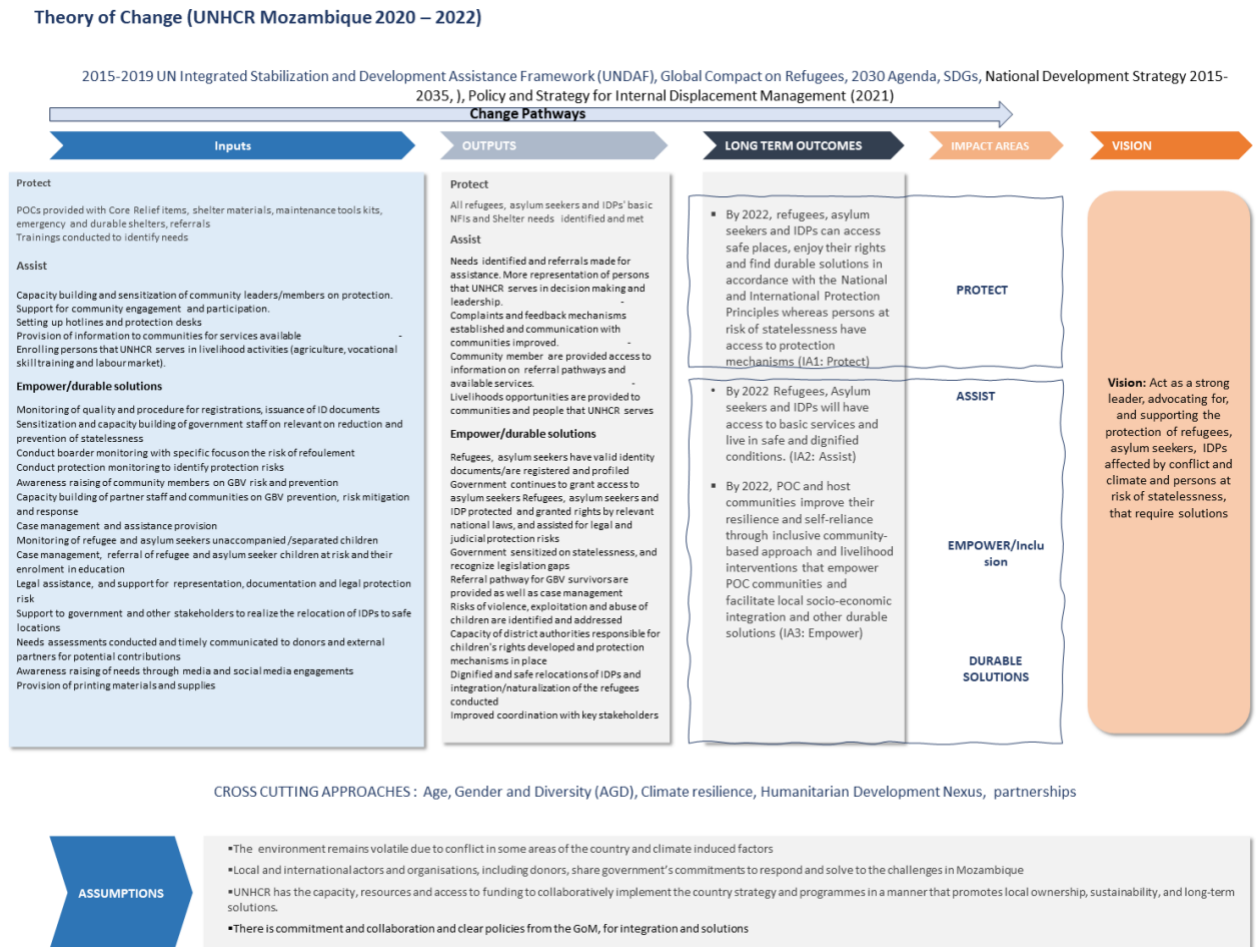 Theory of Change (UNHCR Mozambique 2020 – 2022)
2015-2019 UN Integrated Stabilization and Development Assistance Framework (UNDAF), Global Compact on Refugees, 2030 Agenda, SDGs, National Development Strategy 2015-
2035, ), Policy and Strategy for Internal Displacement Management (2021)
Change Pathways
Inputs
Protect
POCs provided with Core Relief items, shelter materials, maintenance tools kits,
emergency and durable shelters, referrals
Trainings conducted to identify needs
Assist
Capacity building and sensitization of community leaders/members on protection.
Support for community engagement and participation.
Setting up hotlines and protection desks
Provision of information to communities for services available -
Enrolling persons that UNHCR serves in livelihood activities (agriculture, vocational
skill training and labour market).
Empower/durable solutions
Monitoring of quality and procedure for registrations, issuance of ID documents
Sensitization and capacity building of government staff on relevant on reduction and
prevention of statelessness
Conduct boarder monitoring with specific focus on the risk of refoulement
Conduct protection monitoring to identify protection risks
Awareness raising of community members on GBV risk and prevention
Capacity building of partner staff and communities on GBV prevention, risk mitigation
and response
Case management and assistance provision
Monitoring of refugee and asylum seekers unaccompanied /separated children
Case management, referral of refugee and asylum seeker children at risk and their
enrolment in education
Legal assistance, and support for representation, documentation and legal protection
risk
Support to government and other stakeholders to realize the relocation of IDPs to safe
locations
Needs assessments conducted and timely communicated to donors and external
partners for potential contributions
Awareness raising of needs through media and social media engagements
Provision of printing materials and supplies
OUTPUTS
Protect
All refugees, asylum seekers and IDPs' basic
NFIs and Shelter needs identified and met
Assist
Needs identified and referrals made for
assistance. More representation of persons
that UNHCR serves in decision making and
leadership. -
Complaints and feedback mechanisms
established and communication with
communities improved. -
Community member are provided access to
information on referral pathways and
available services. -
Livelihoods opportunities are provided to
communities and people that UNHCR serves
Empower/durable solutions
Refugees, asylum seekers have valid identity
documents/are registered and profiled
Government continues to grant access to
asylum seekers Refugees, asylum seekers and
IDP protected and granted rights by relevant
national laws, and assisted for legal and
judicial protection risks
Government sensitized on statelessness, and
recognize legislation gaps
Referral pathway for GBV survivors are
provided as well as case management
Risks of violence, exploitation and abuse of
children are identified and addressed
Capacity of district authorities responsible for
children's rights developed and protection
mechanisms in place
Dignified and safe relocations of IDPs and
integration/naturalization of the refugees
conducted
Improved coordination with key stakeholders
LONG TERM OUTCOMES
▪ By 2022, refugees, asylum
seekers and IDPs can access
safe places, enjoy their rights
and find durable solutions in
accordance with the National
and International Protection
Principles whereas persons at
risk of statelessness have
access to protection
mechanisms (IA1: Protect)
▪ By 2022 Refugees, Asylum
seekers and IDPs will have
access to basic services and
live in safe and dignified
conditions. (IA2: Assist)
▪ By 2022, POC and host
communities improve their
resilience and self-reliance
through inclusive community-
based approach and livelihood
interventions that empower
POC communities and
facilitate local socio-economic
integration and other durable
solutions (IA3: Empower)
IMPACT AREAS
PROTECT
ASSIST
EMPOWER/Inclu
sion
DURABLE
SOLUTIONS
VISION
Vision: Act as a strong
leader, advocating for,
and supporting the
protection of refugees,
asylum seekers, IDPs
affected by conflict and
climate and persons at
risk of statelessness,
that require solutions
CROSS CUTTING APPROACHES : Age, Gender and Diversity (AGD), Climate resilience, Humanitarian Development Nexus, partnerships
ASSUMPTIONS
▪The environment remains volatile due to conflict in some areas of the country and climate induced factors
▪Local and international actors and organisations, including donors, share government's commitments to respond and solve to the challenges in Mozambique
▪UNHCR has the capacity, resources and access to funding to collaboratively implement the country strategy and programmes in a manner that promotes local ownership, sustainability, and long-term
solutions.
▪There is commitment and collaboration and clear policies from the GoM, for integration and solutions